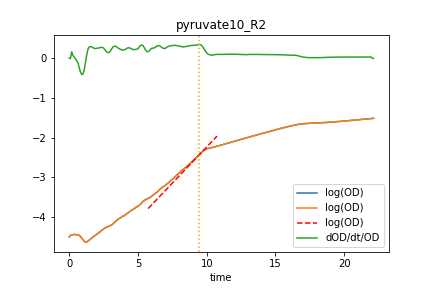 pyruvate10_R2
0
−1
−2
−3
−4
log(OD)
log(OD)
log(OD)
dOD/dt/OD
0 5 10 15 20
time